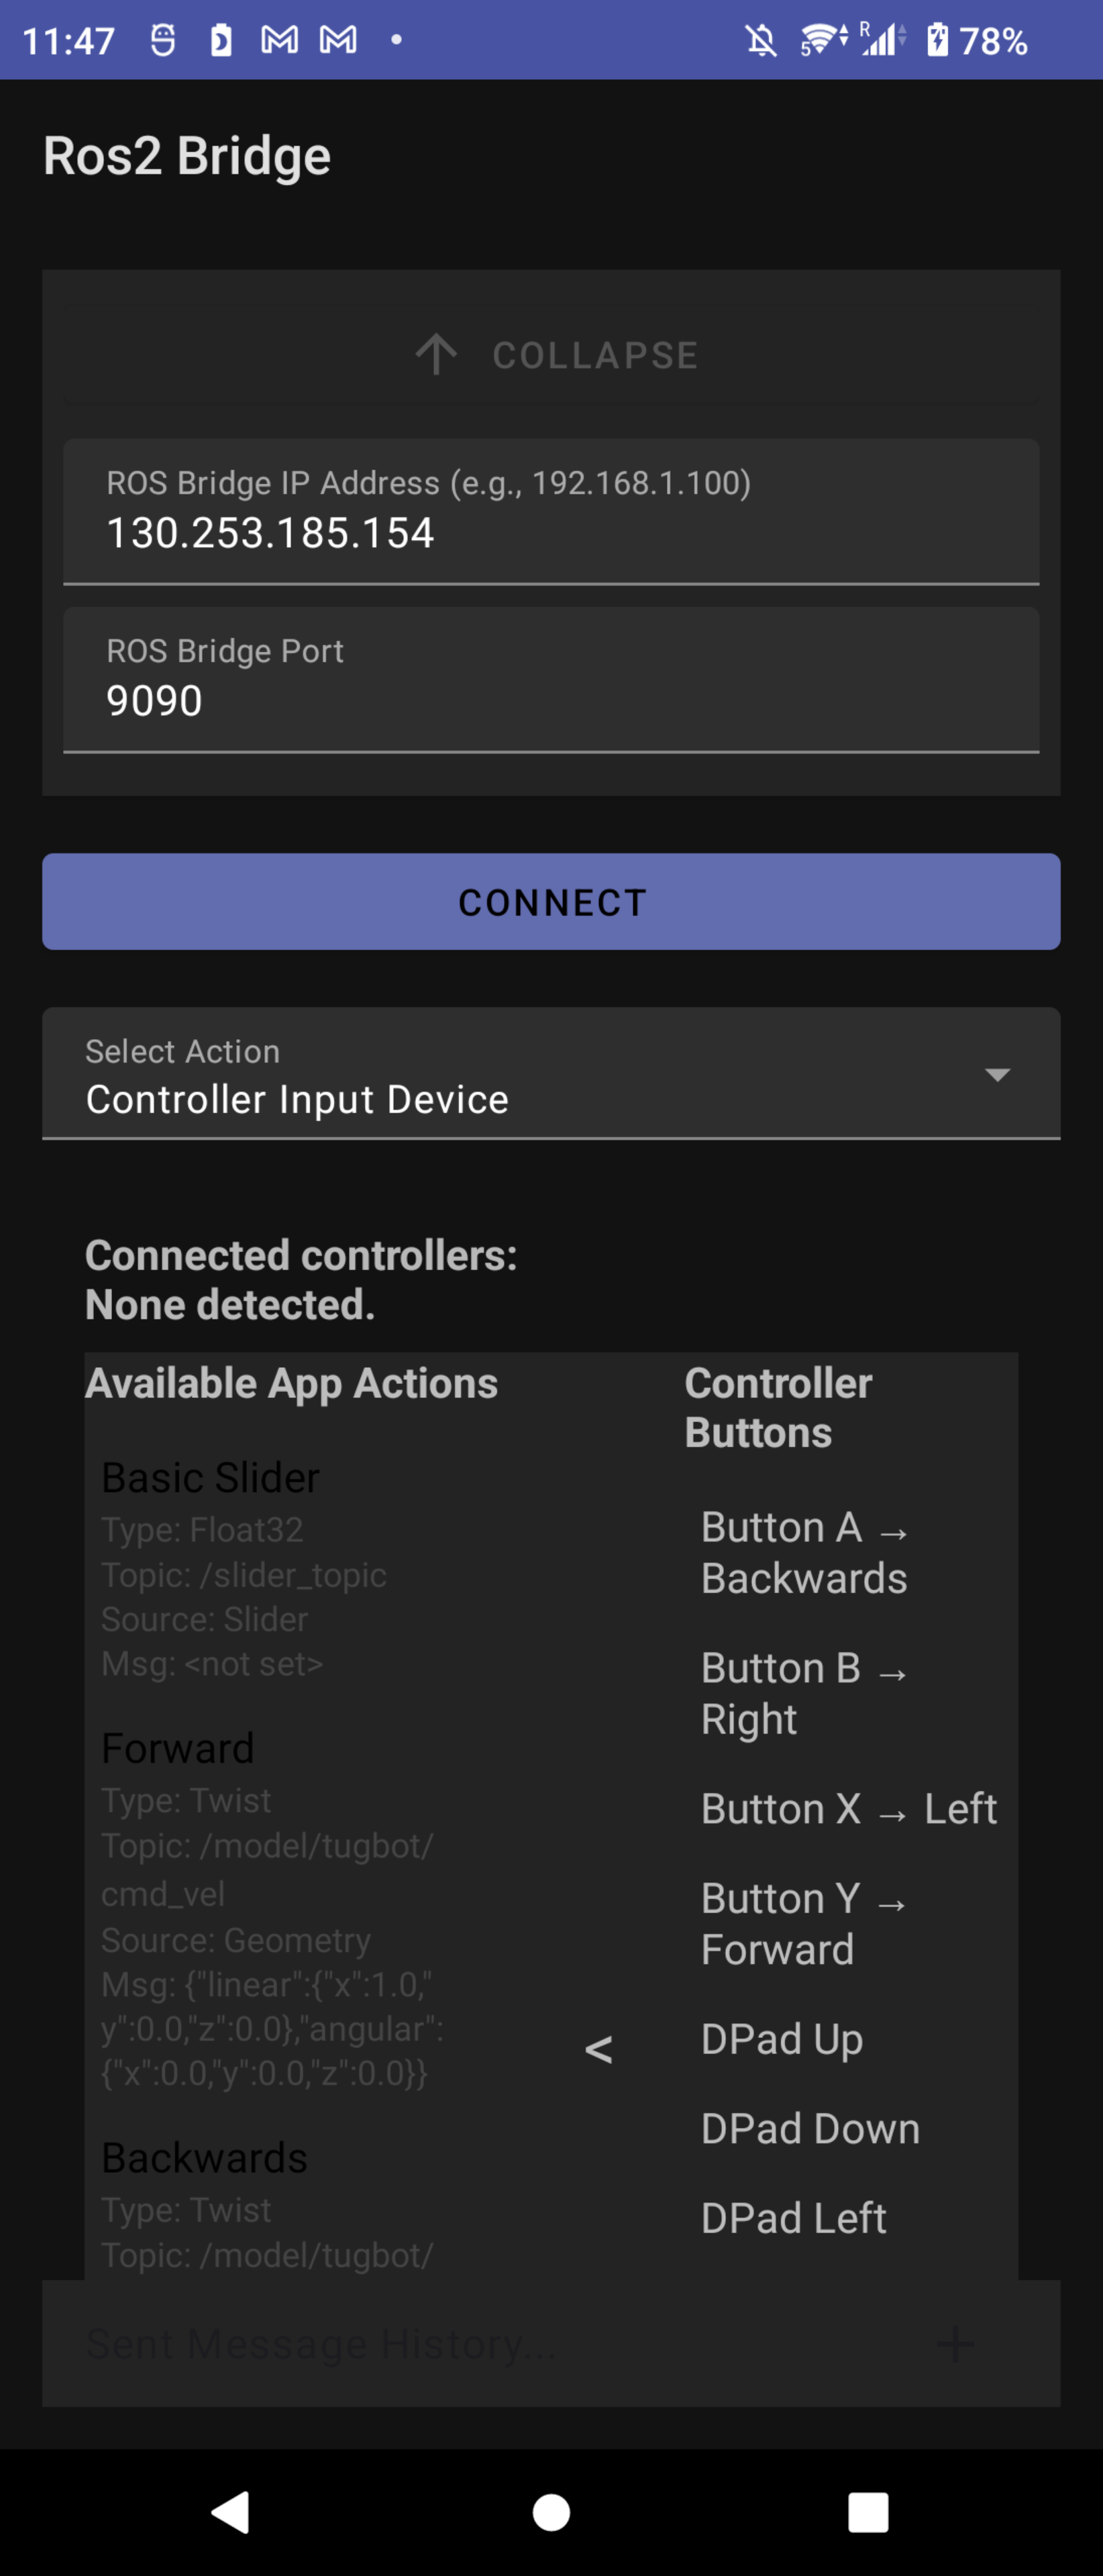 11:47
5
R
78%
Ros2 Bridge
COLLAPSE
ROS Bridge IP Address (e.g., 192.168.1.100)
130.253.185.154
ROS Bridge Port
9090
CONNECT
Select Action
Controller Input Device
Connected controllers:
None detected.
Available App Actions
Basic Slider
Type: Float32
Topic: /slider_topic
Source: Slider
Msg: <not set>
Forward
Type: Twist
Topic: /model/tugbot/
cmd_vel
Source: Geometry
Msg: {"linear":{"x":1.0,"
y":0.0,"z":0.0},"angular":
{"x":0.0,"y":0.0,"z":0.0}}
Backwards
Type: Twist
Topic: /model/tugbot/
<
Controller
Buttons
Button A →
Backwards
Button B →
Right
Button X → Left
Button Y →
Forward
DPad Up
DPad Down
DPad Left
Sent Message History...
+